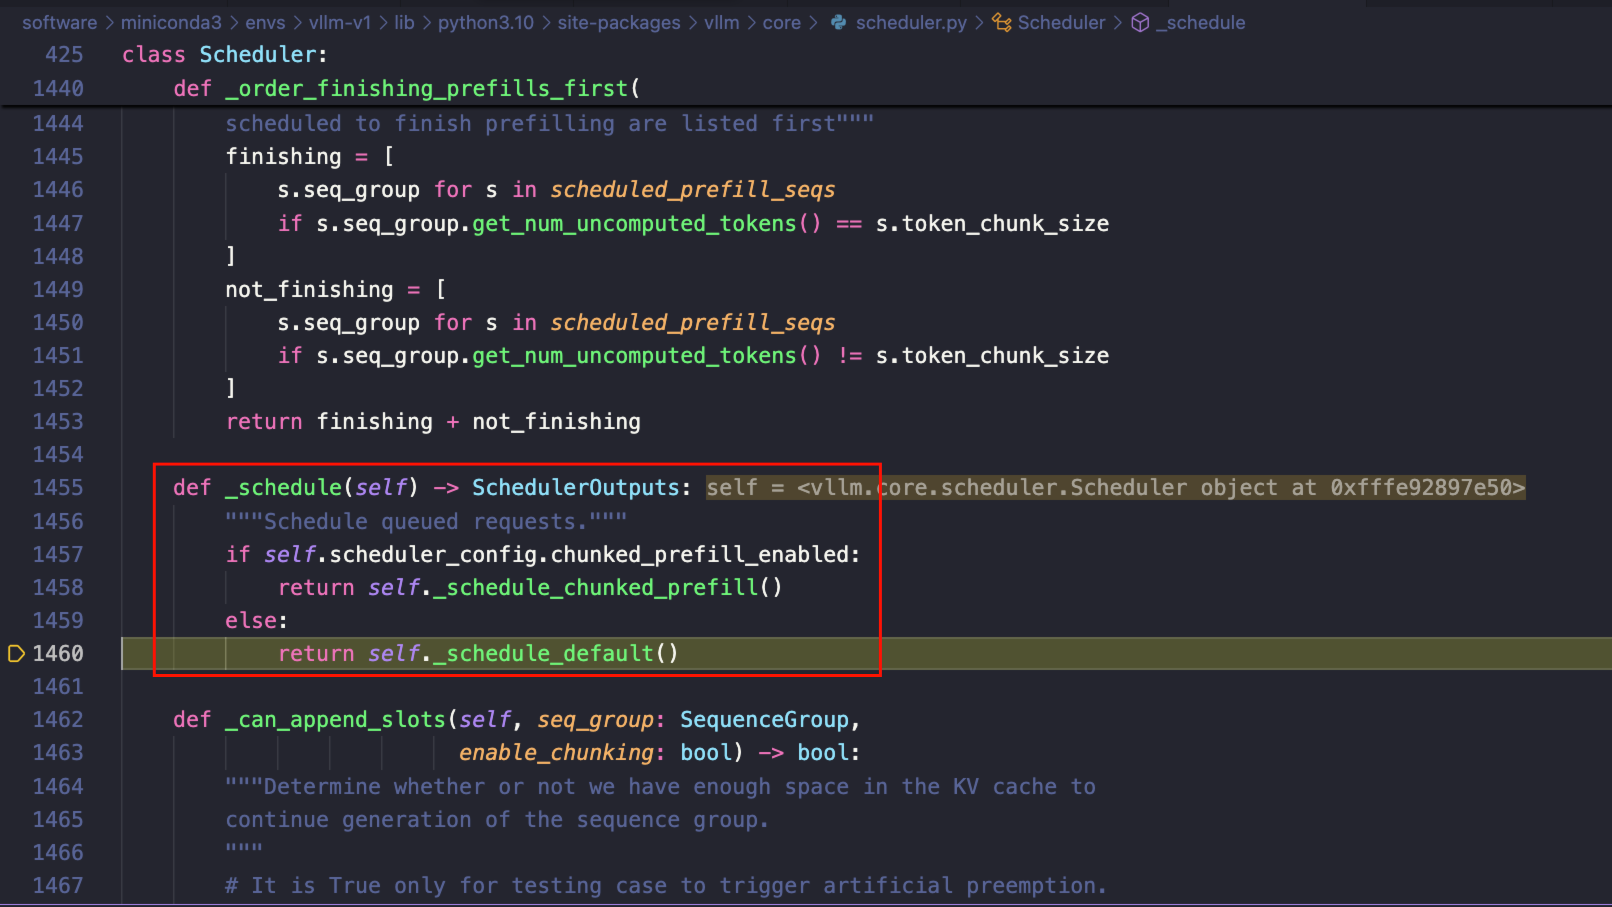 software > miniconda3 > envs > vllm-v1 > lib > python3.10 > site-packages > vllm > core > scheduler.py > Scheduler > _schedule
425 class Scheduler:
1440 def _order_finishing_prefills_first(
1444 scheduled to finish prefilling are listed first"""
1445 finishing = [
1446 s.seq_group for s in scheduled_prefill_seqs
1447 if s.seq_group.get_num_uncomputed_tokens() == s.token_chunk_size
1448 ]
1449 not_finishing = [
1450 s.seq_group for s in scheduled_prefill_seqs
1451 if s.seq_group.get_num_uncomputed_tokens() != s.token_chunk_size
1452 ]
1453 return finishing + not_finishing
1454
1455 def _schedule(self) -> SchedulerOutputs: self = <vllm.core.scheduler.Scheduler object at 0xfffe92897e50>
1456 """Schedule queued requests."""
1457 if self.scheduler_config.chunked_prefill_enabled:
1458 return self._schedule_chunked_prefill()
1459 else:
1460 return self._schedule_default()
1461
1462 def _can_append_slots(self, seq_group: SequenceGroup,
1463 enable_chunking: bool) -> bool:
1464 """Determine whether or not we have enough space in the KV cache to
1465 continue generation of the sequence group.
1466 """
1467 # It is True only for testing case to trigger artificial preemption.